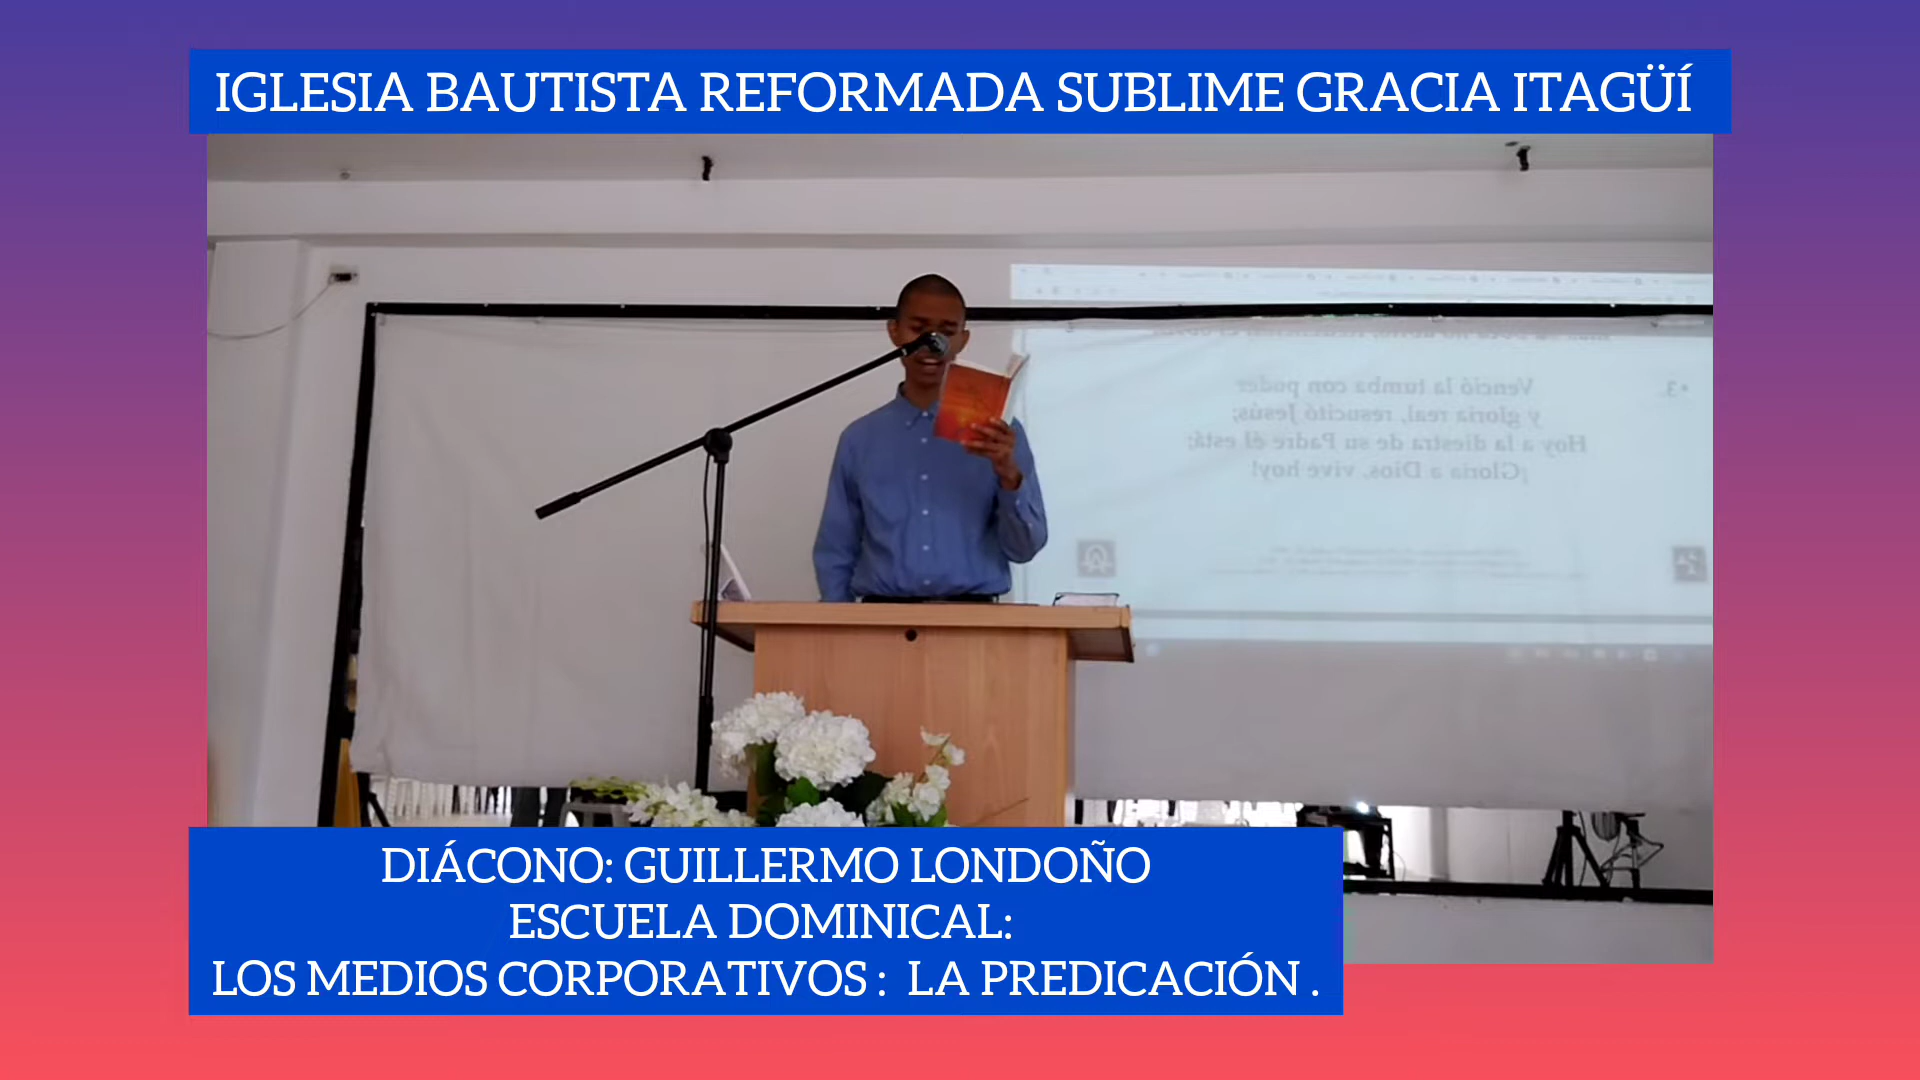 IGLESIA BAUTISTA REFORMADA SUBLIME GRACIA ITAGÜÍ
•3. Venció la tumba con poder
y gloria real, resucitó Jesús;
Hoy a la diestra de su Padre él está;
¡Gloria a Dios, vive hoy!
DIÁCONO: GUILLERMO LONDOÑO
ESCUELA DOMINICAL:
LOS MEDIOS CORPORATIVOS : LA PREDICACIÓN .